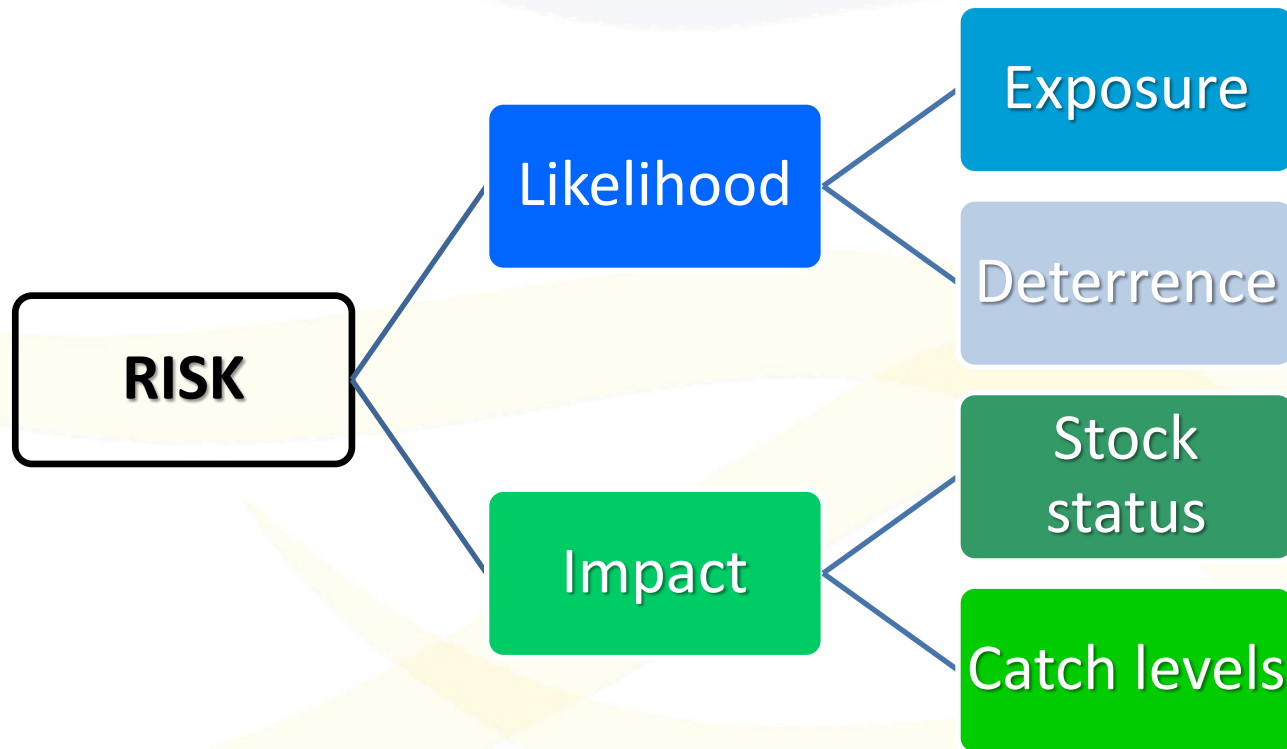 RISK
Likelihood
Impact
Exposure
Deterrence
Stock
status
Catch levels